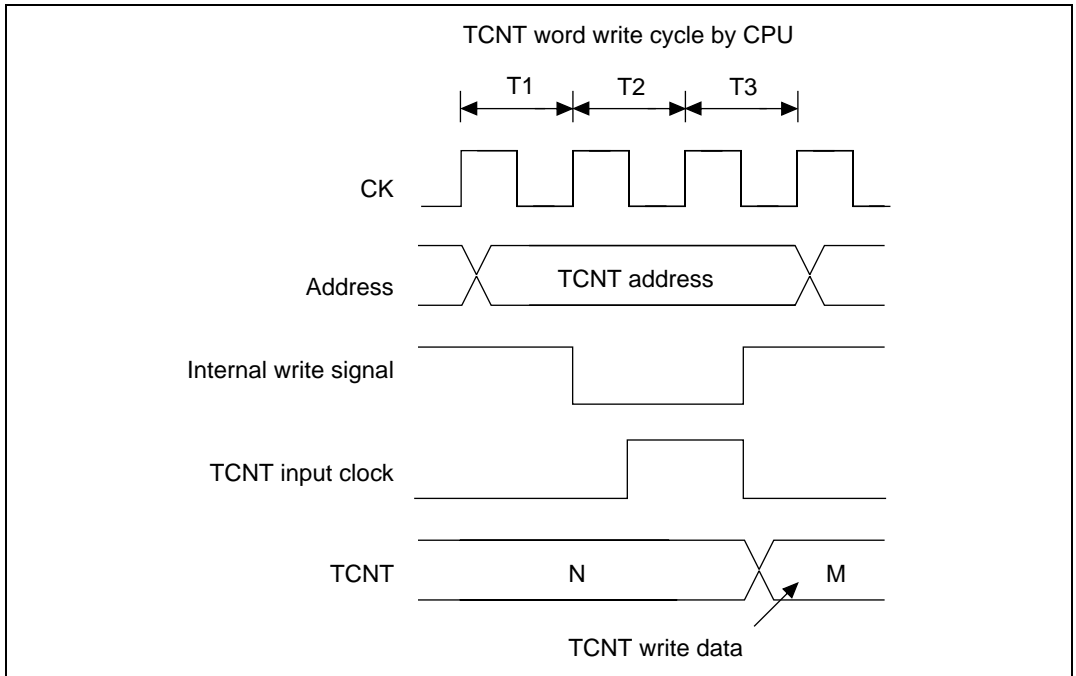 TCNT word write cycle by CPU
T1 T2 T3
CK
Address TCNT address
Internal write signal
TCNT input clock
TCNT N M
TCNT write data